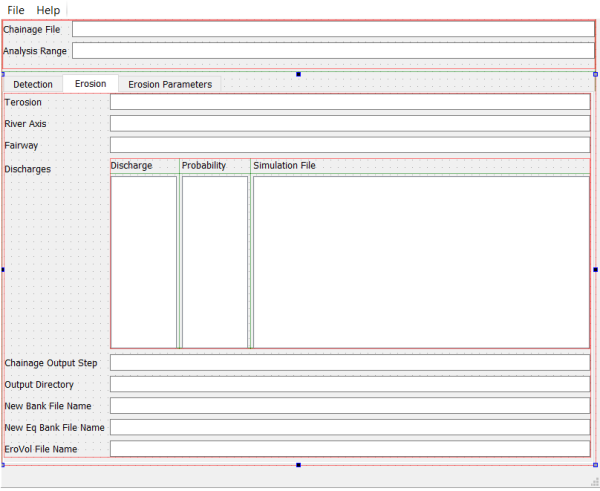 File Help
Chainage File
Analysis Range
Detection Erosion Erosion Parameters
Terosion
River Axis
Fairway
Discharges Discharge Probability Simulation File
Chainage Output Step
Output Directory
New Bank File Name
New Eq Bank File Name
EroVol File Name